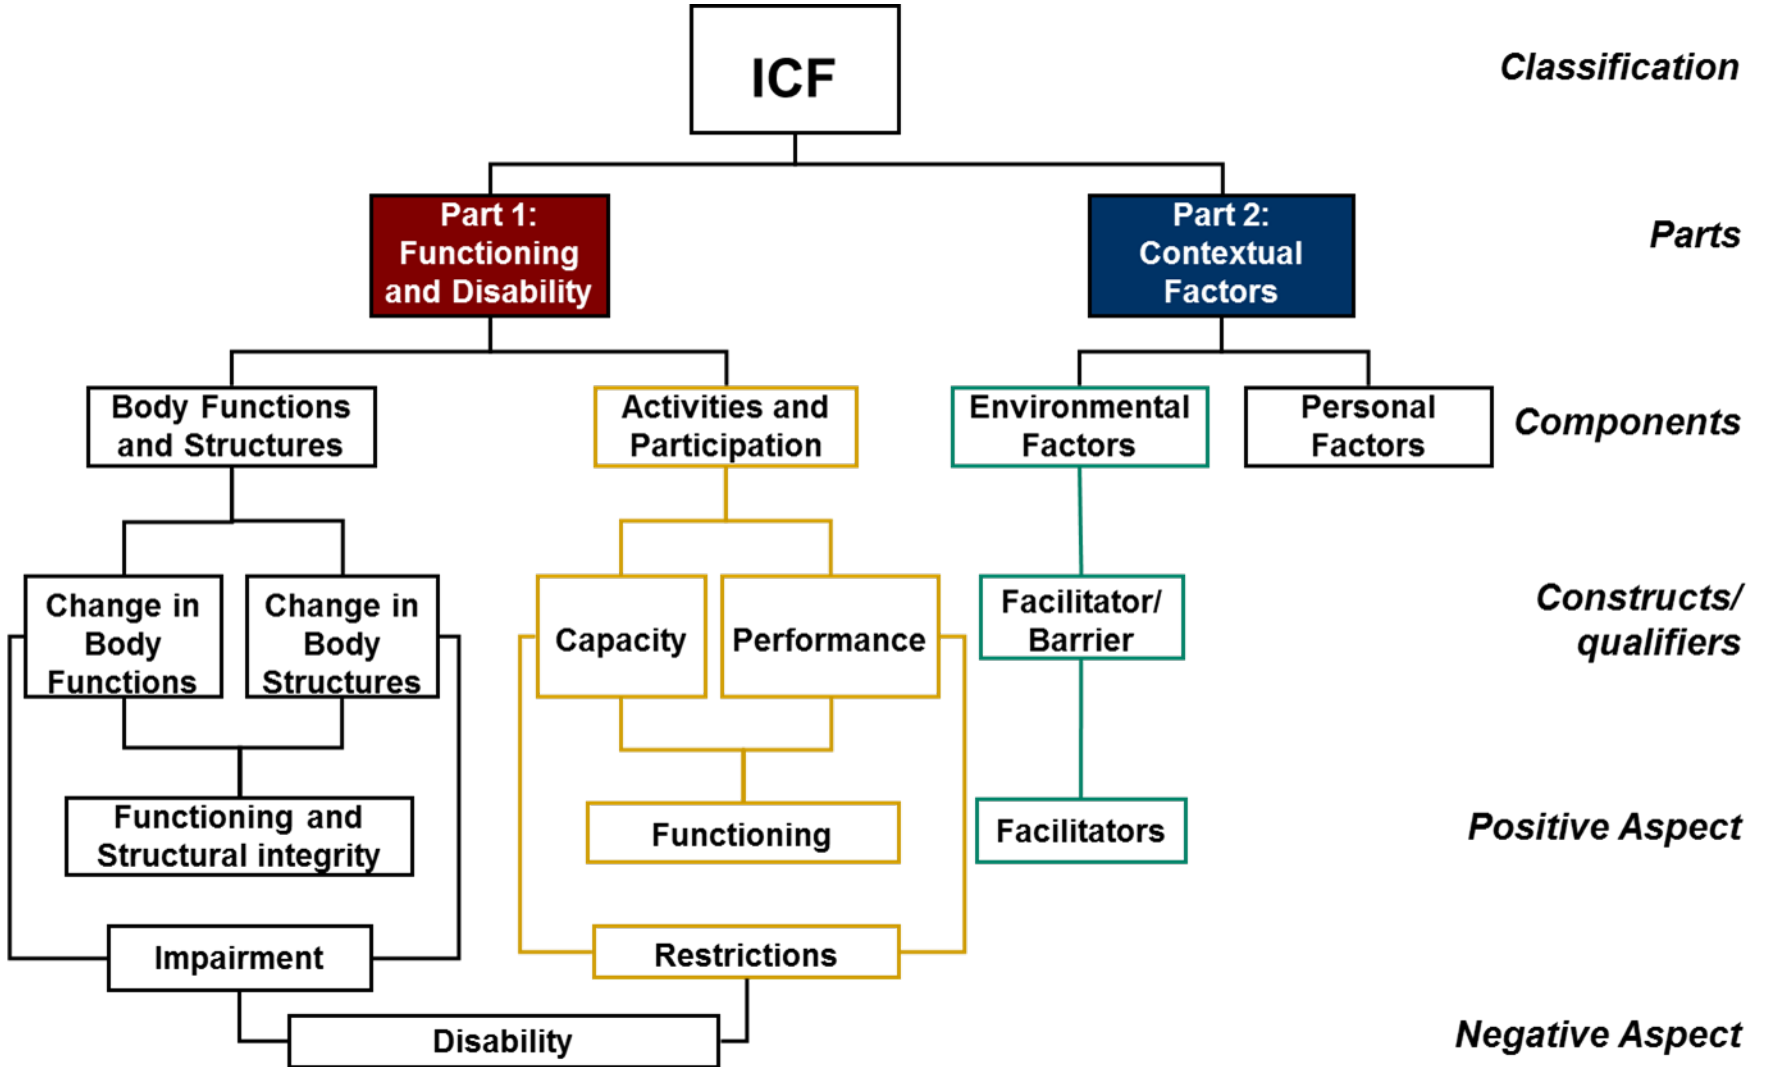 ICF
Classification
Part 1:
Functioning
and Disability
Part 2:
Contextual
Factors
Parts
Body Functions
and Structures
Activities and
Participation
Environmental
Factors
Personal
Factors
Components
Change in
Body
Functions
Change in
Body
Structures
Capacity
Performance
Facilitator/
Barrier
Constructs/
qualifiers
Functioning and
Structural integrity
Functioning
Facilitators
Positive Aspect
Impairment
Restrictions
Disability
Negative Aspect